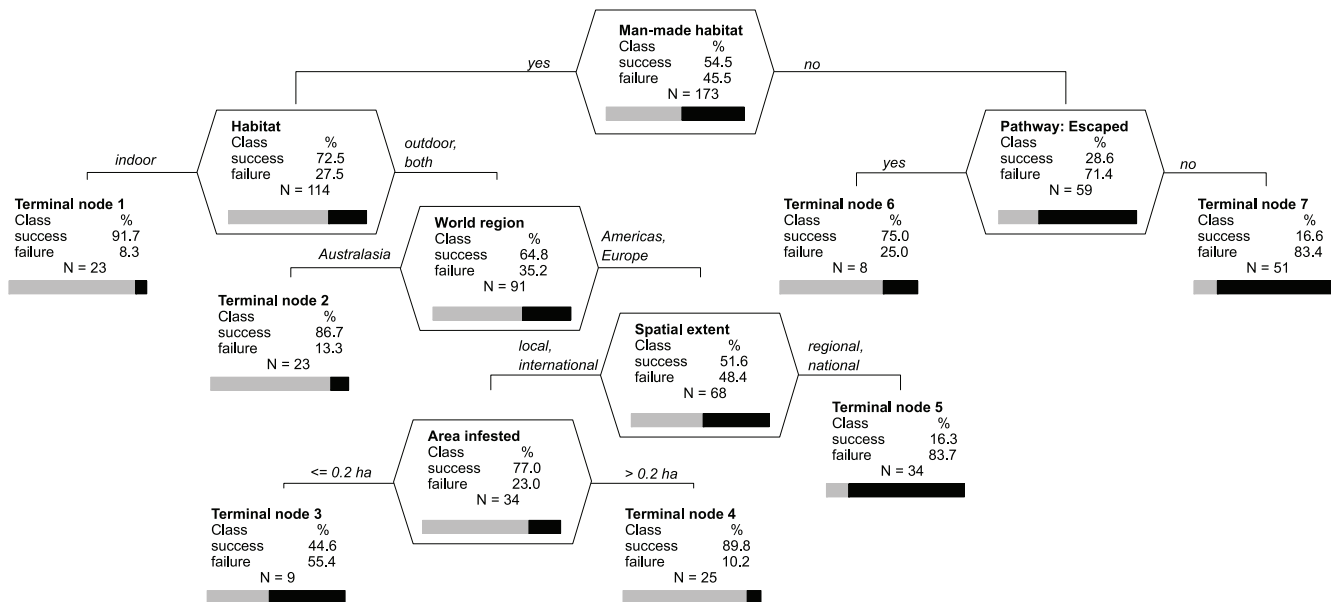 Man-made habitat
Class %
success 54.5
failure 45.5
N = 173
yes
no
Habitat
Class %
success 72.5
failure 27.5
N = 114
indoor
outdoor,
both
Pathway: Escaped
Class %
success 28.6
failure 71.4
N = 59
yes
no
Terminal node 1
Class %
success 91.7
failure 8.3
N = 23
World region
Class %
success 64.8
failure 35.2
N = 91
Australasia
Americas,
Europe
Terminal node 6
Class %
success 75.0
failure 25.0
N = 8
Terminal node 7
Class %
success 16.6
failure 83.4
N = 51
Terminal node 2
Class %
success 86.7
failure 13.3
N = 23
Spatial extent
Class %
success 51.6
failure 48.4
N = 68
local,
international
regional,
national
Area infested
Class %
success 77.0
failure 23.0
N = 34
<= 0.2 ha
> 0.2 ha
Terminal node 5
Class %
success 16.3
failure 83.7
N = 34
Terminal node 3
Class %
success 44.6
failure 55.4
N = 9
Terminal node 4
Class %
success 89.8
failure 10.2
N = 25